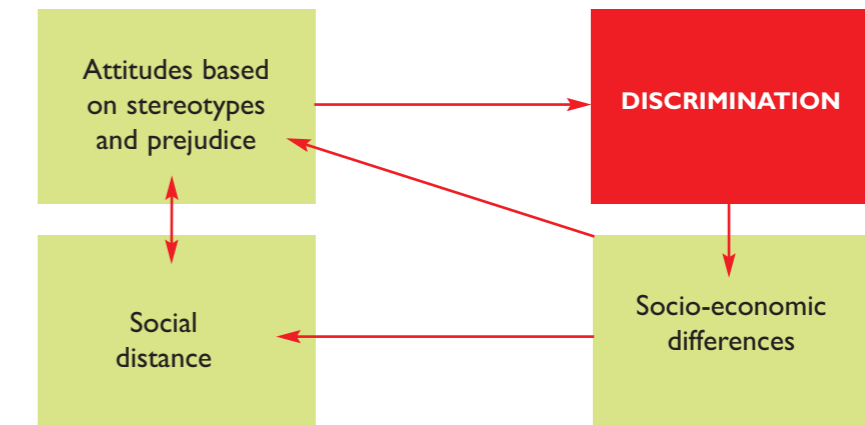 Attitudes based
on stereotypes
and prejudice
DISCRIMINATION
Social
distance
Socio-economic
differences